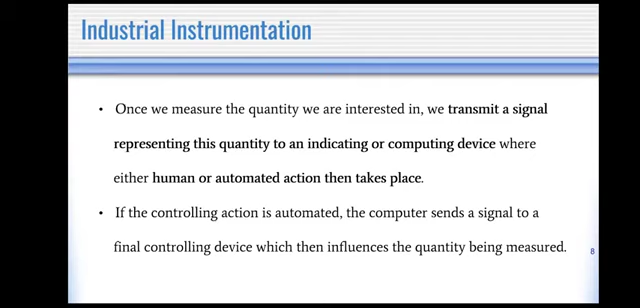 Industrial Instrumentation
• Once we measure the quantity we are interested in, we transmit a signal
representing this quantity to an indicating or computing device where
either human or automated action then takes place.
• If the controlling action is automated, the computer sends a signal to a
final controlling device which then influences the quantity being measured.
8